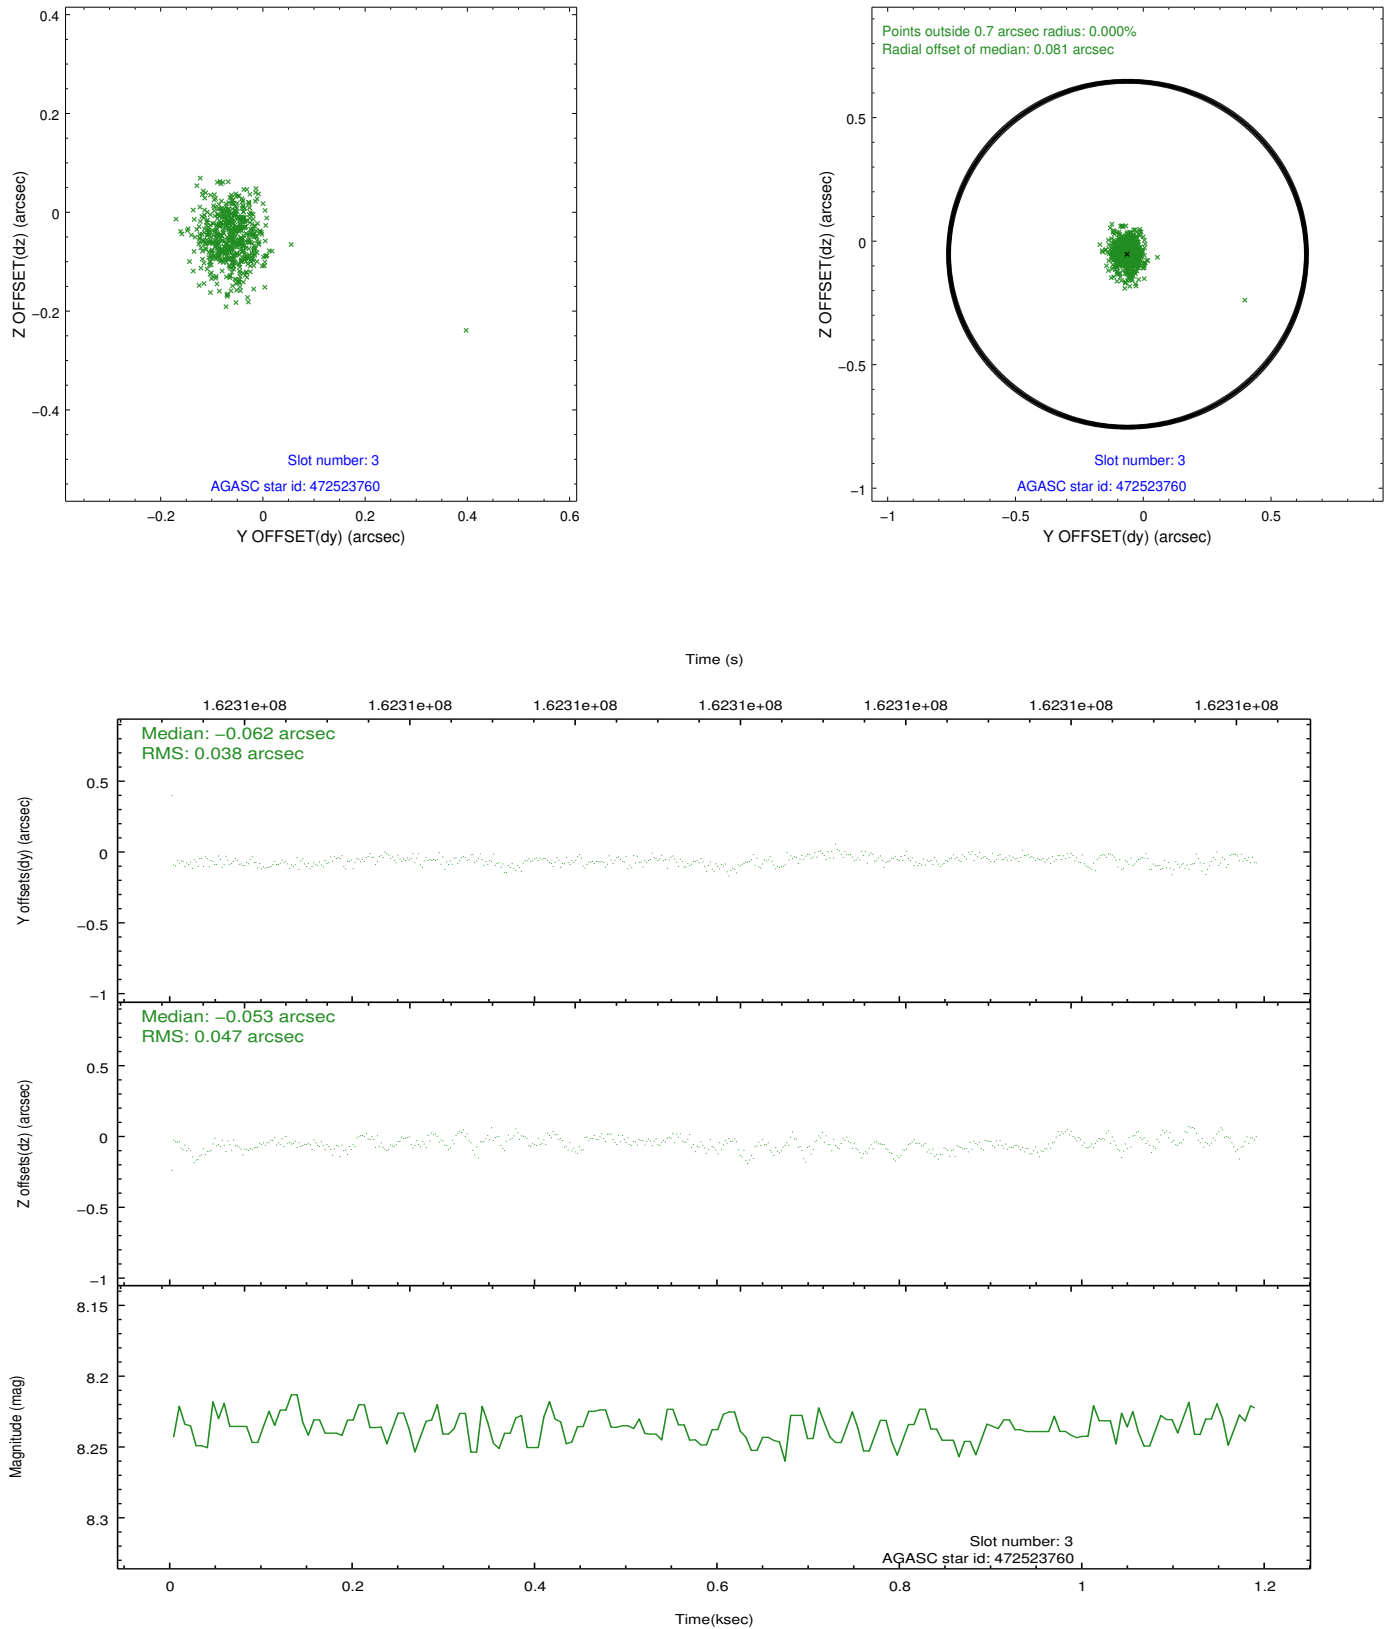 0.4
0.2
0
−0.2
−0.4
Z OFFSET(dz) (arcsec)
Slot number: 3
AGASC star id: 472523760
−0.2 0 0.2 0.4 0.6
Y OFFSET(dy) (arcsec)
Points outside 0.7 arcsec radius: 0.000%
Radial offset of median: 0.081 arcsec
0.5
0
−0.5
−1
Z OFFSET(dz) (arcsec)
Slot number: 3
AGASC star id: 472523760
−1 −0.5 0 0.5
Y OFFSET(dy) (arcsec)
Time (s)
1.6231e+08 1.6231e+08 1.6231e+08 1.6231e+08 1.6231e+08 1.6231e+08 1.6231e+08
Median: −0.062 arcsec
RMS: 0.038 arcsec
0.5
0
−0.5
−1
Y offsets(dy) (arcsec)
Median: −0.053 arcsec
RMS: 0.047 arcsec
0.5
0
−0.5
−1
Z offsets(dz) (arcsec)
8.15
8.2
8.25
8.3
Magnitude (mag)
Slot number: 3
AGASC star id: 472523760
0 0.2 0.4 0.6 0.8 1 1.2
Time(ksec)